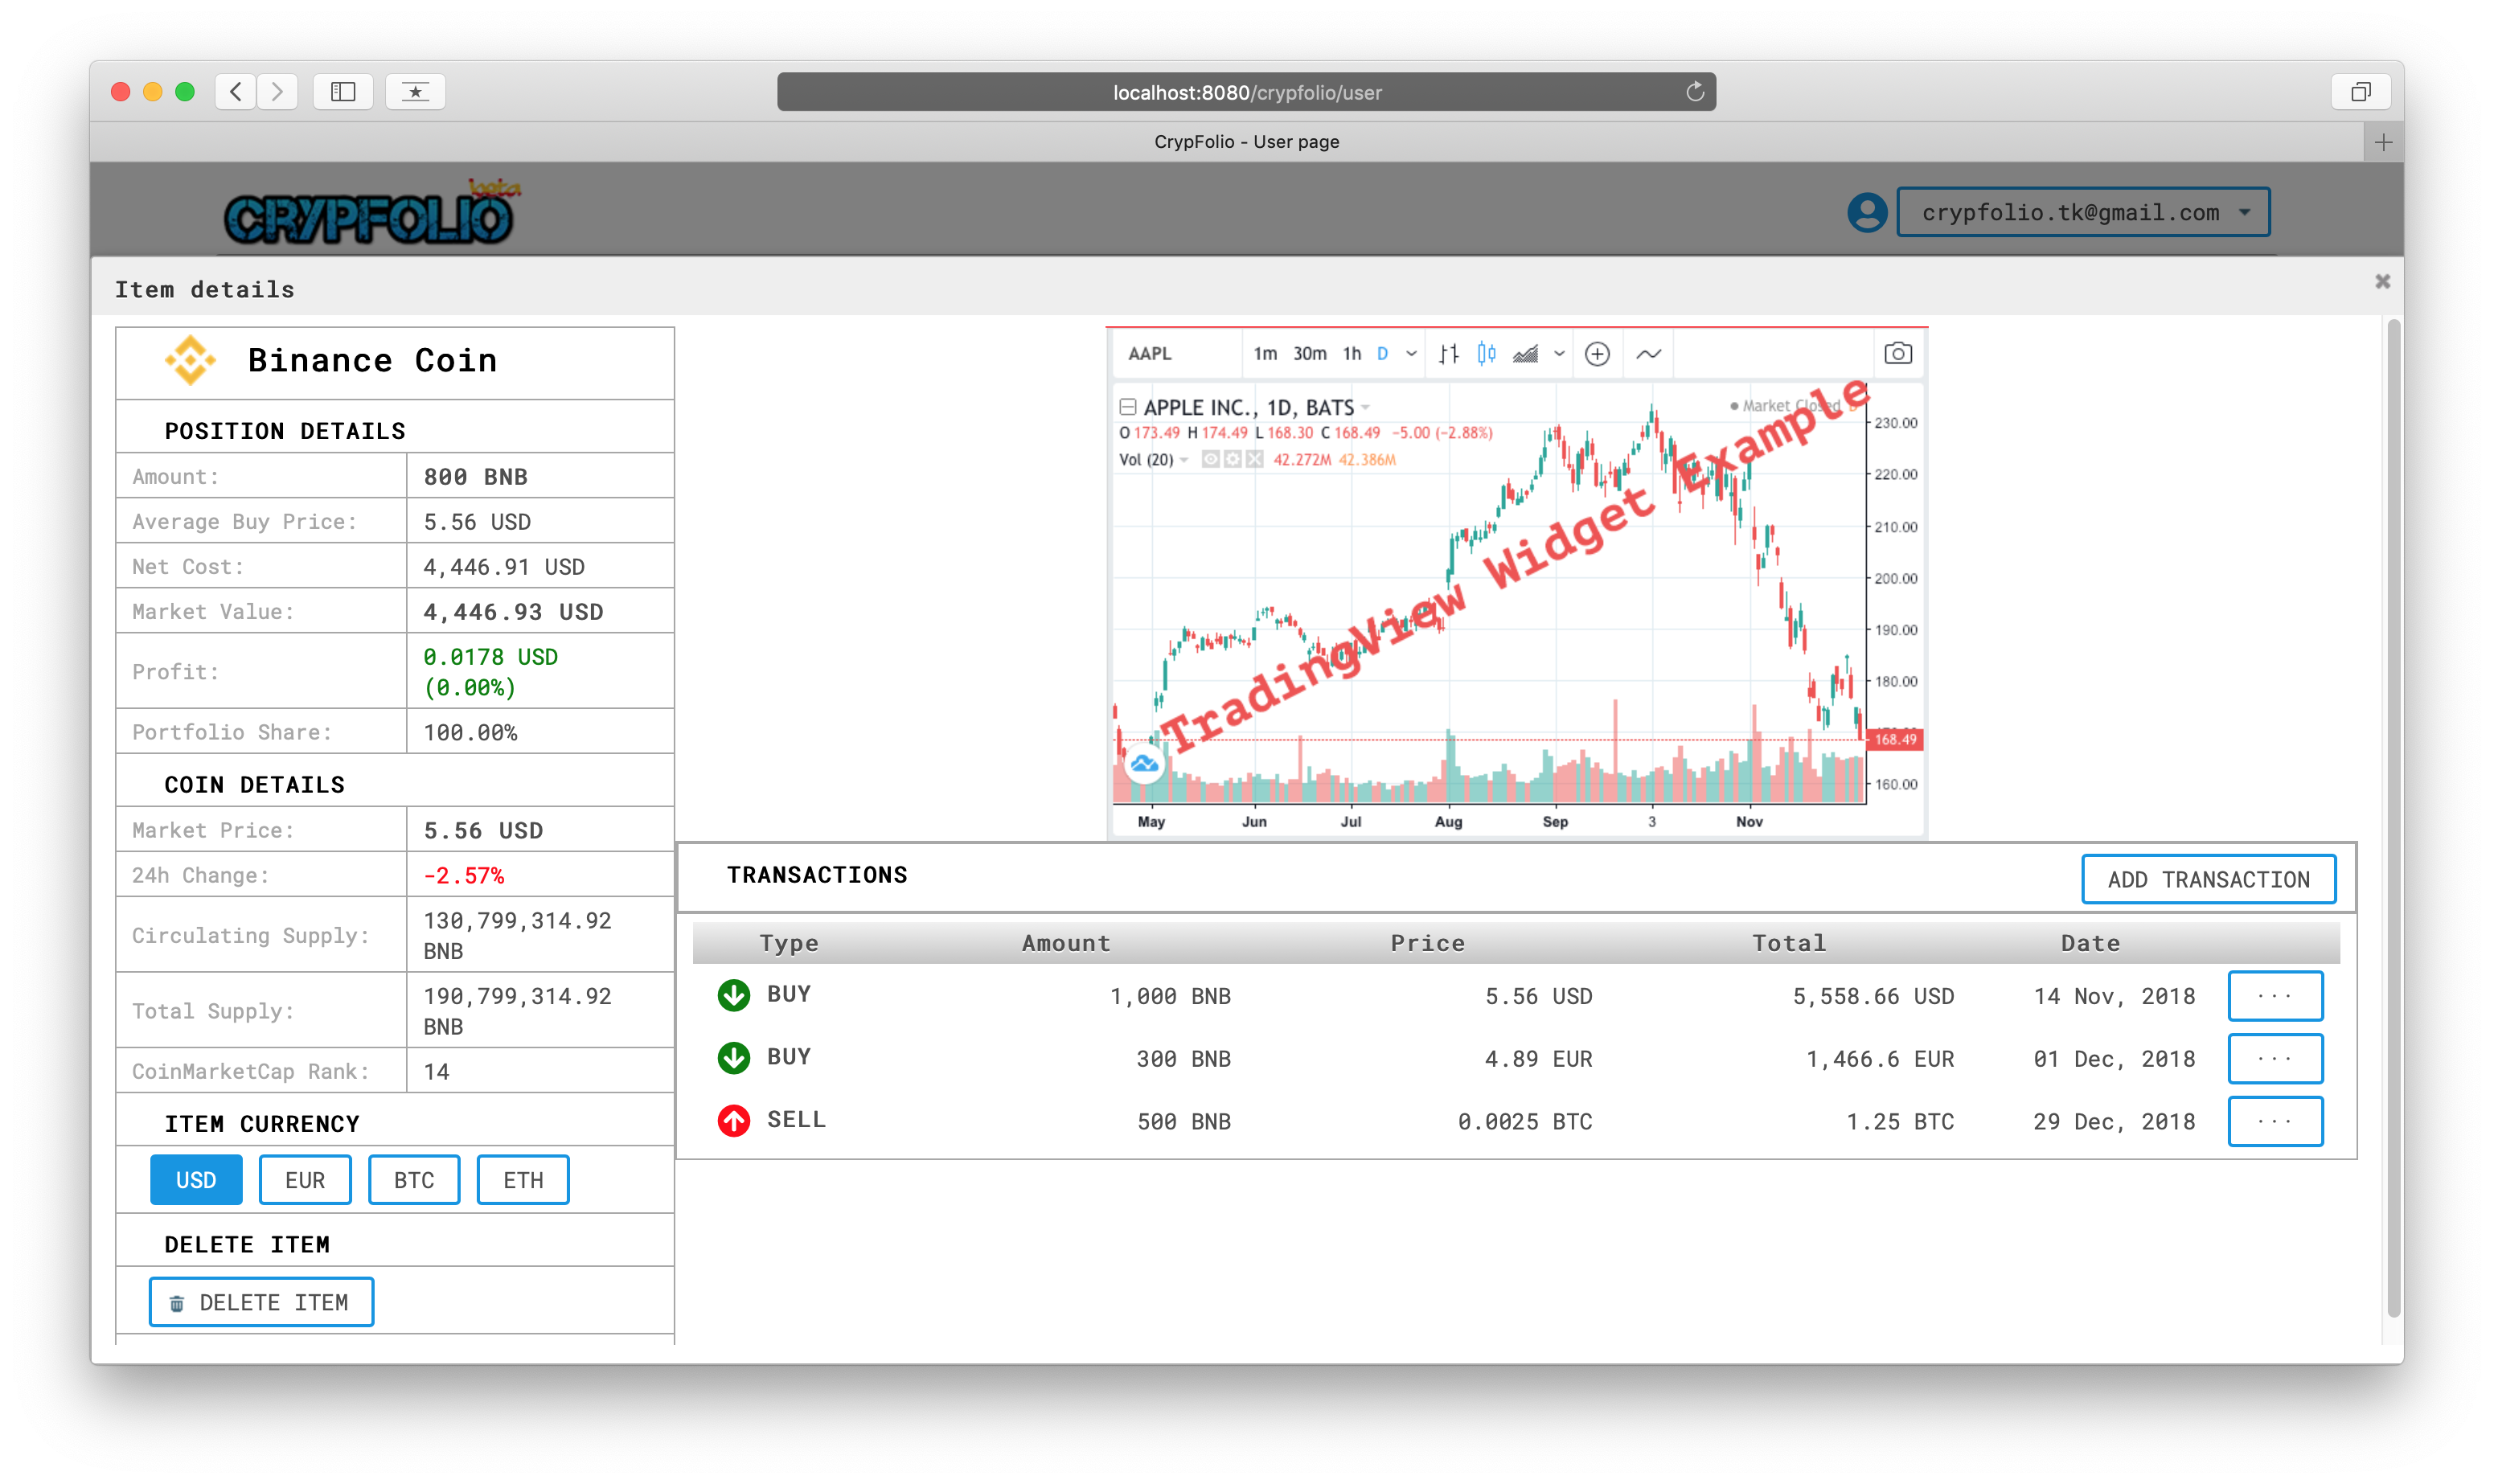 localhost:8080/crypfolio/user
CrypFolio - User page
CRYPFOLIO beta
crypfolio.tk@gmail.com
Item details
Binance Coin
POSITION DETAILS
Amount: 800 BNB
Average Buy Price: 5.56 USD
Net Cost: 4,446.91 USD
Market Value: 4,446.93 USD
Profit: 0.0178 USD
(0.00%)
Portfolio Share: 100.00%
COIN DETAILS
Market Price: 5.56 USD
24h Change: -2.57%
Circulating Supply: 130,799,314.92
BNB
Total Supply: 190,799,314.92
BNB
CoinMarketCap Rank: 14
ITEM CURRENCY
USD EUR BTC ETH
DELETE ITEM
DELETE ITEM
AAPL 1m 30m 1h D
APPLE INC., 1D, BATS
Market Closed D
O 173.49 H 174.49 L 168.30 C 168.49 -5.00 (-2.88%)
Vol (20) 42.272M 42.386M
TradingView Widget Example
230.00
220.00
210.00
200.00
190.00
180.00
168.49
160.00
May Jun Jul Aug Sep 3 Nov
TRANSACTIONS
ADD TRANSACTION
Type Amount Price Total Date
BUY 1,000 BNB 5.56 USD 5,558.66 USD 14 Nov, 2018 ...
BUY 300 BNB 4.89 EUR 1,466.6 EUR 01 Dec, 2018 ...
SELL 500 BNB 0.0025 BTC 1.25 BTC 29 Dec, 2018 ...